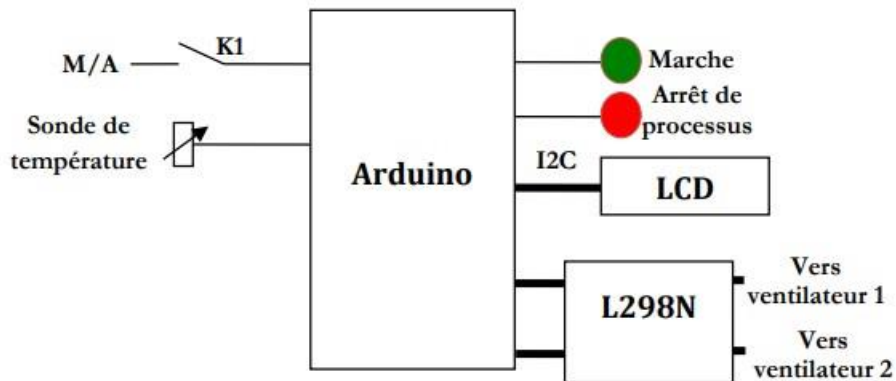 K1
M/A
Sonde de
température
Arduino
Marche
Arrêt de
processus
I2C
LCD
L298N
Vers
ventilateur 1
Vers
ventilateur 2